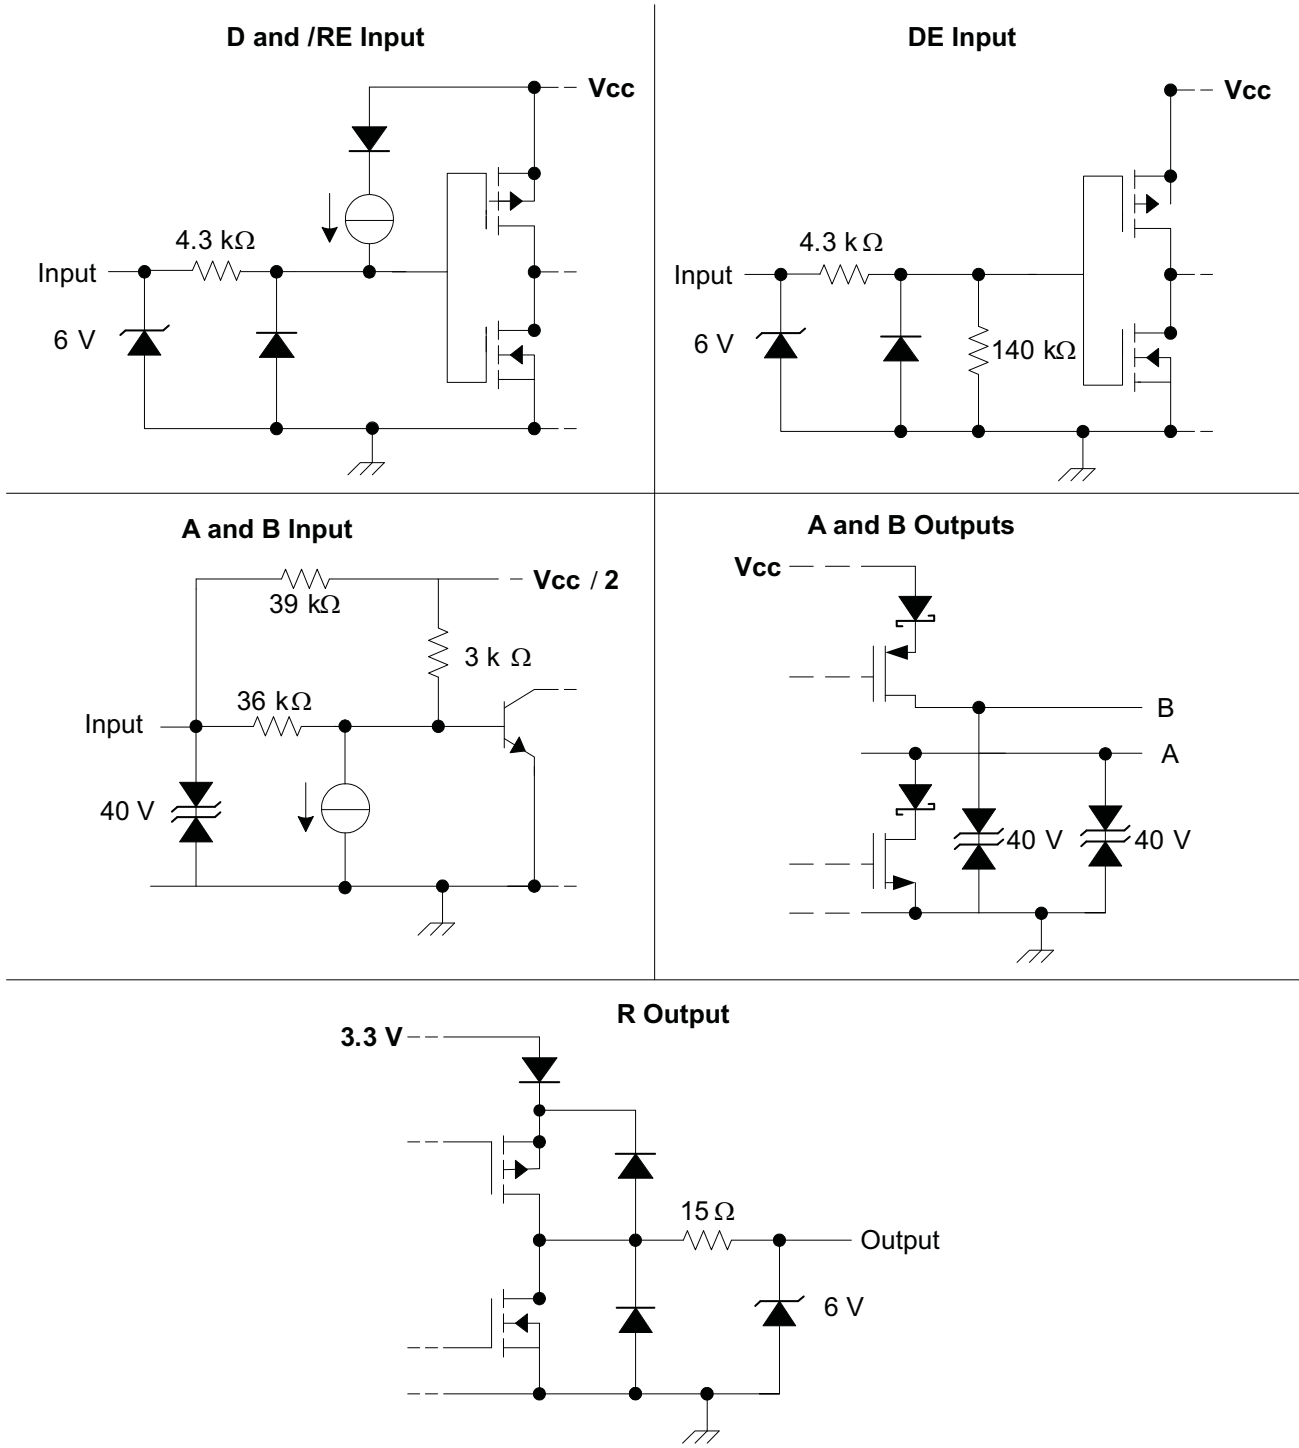 D and /RE Input
Vcc
4.3 kΩ
Input
6 V
DE Input
Vcc
4.3 k Ω
Input
6 V
140 kΩ
A and B Input
Vcc / 2
39 kΩ
3 k Ω
36 kΩ
Input
40 V
A and B Outputs
Vcc
B
A
40 V
40 V
R Output
3.3 V
15 Ω
Output
6 V